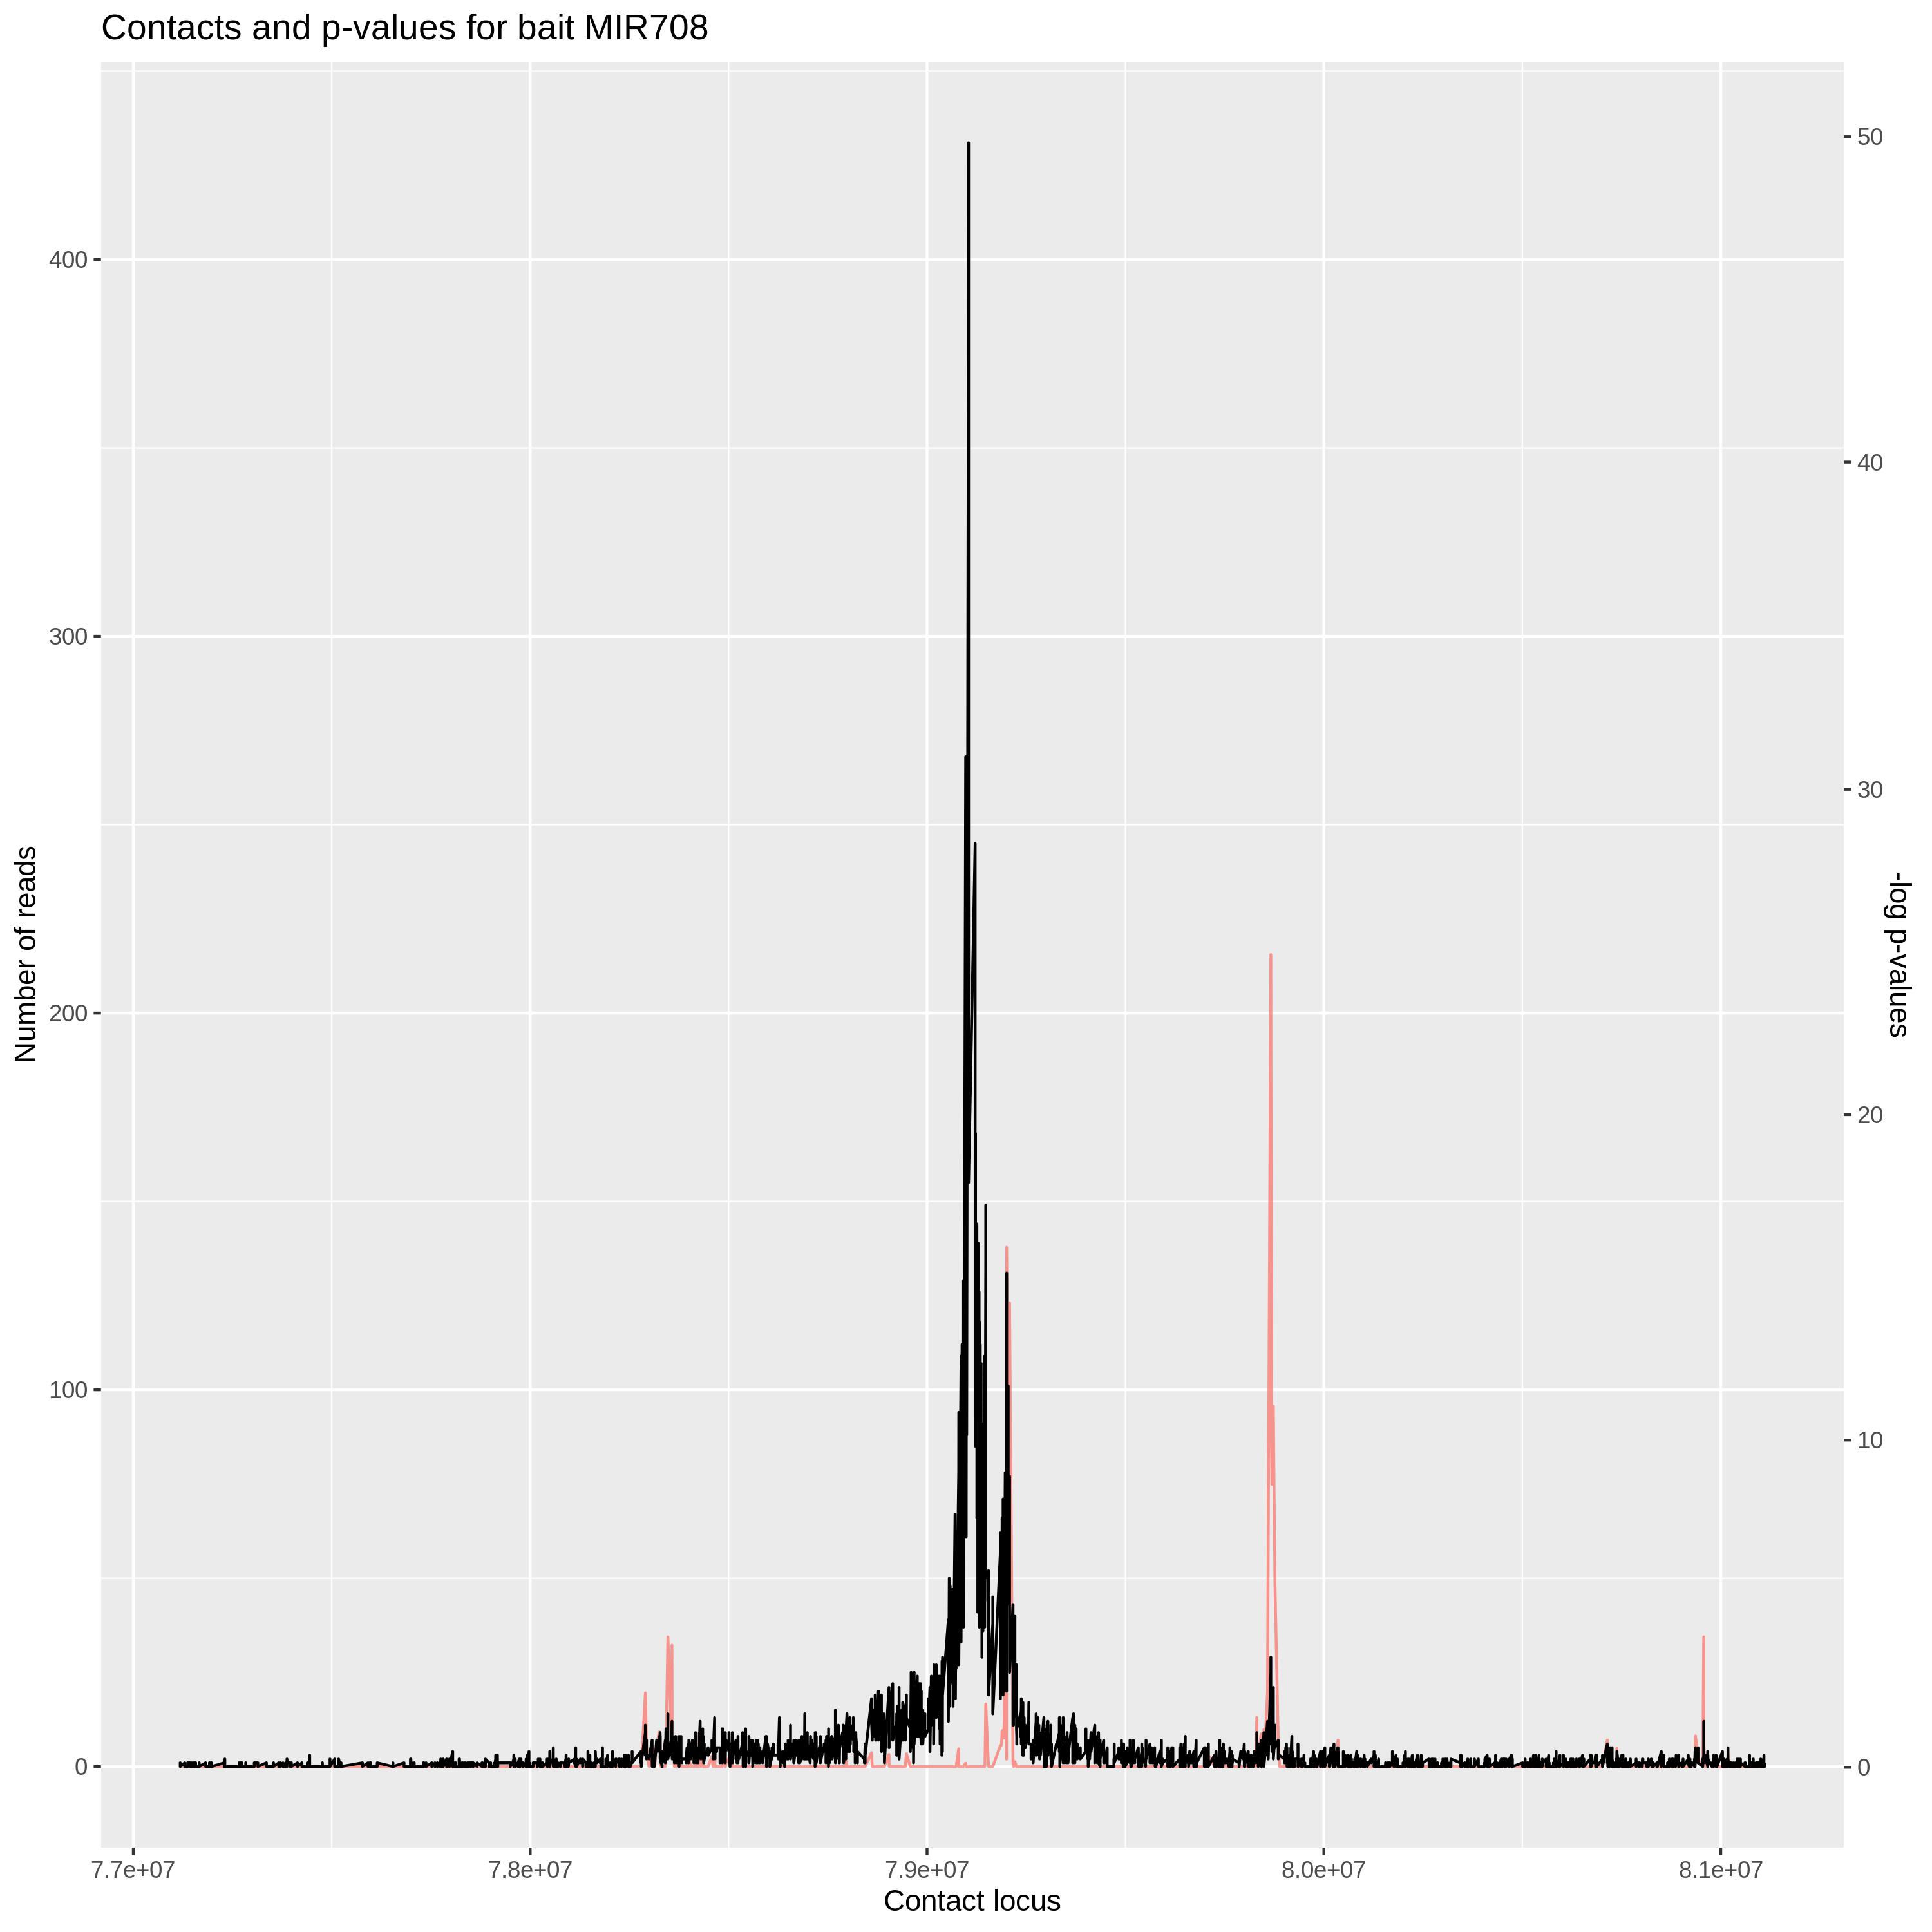 Contacts and p-values for bait MIR708
Number of reads
400
300
200
100
0
50
40
30
20
10
0
-log p-values
7.7e+07 7.8e+07 7.9e+07 8.0e+07 8.1e+07
Contact locus